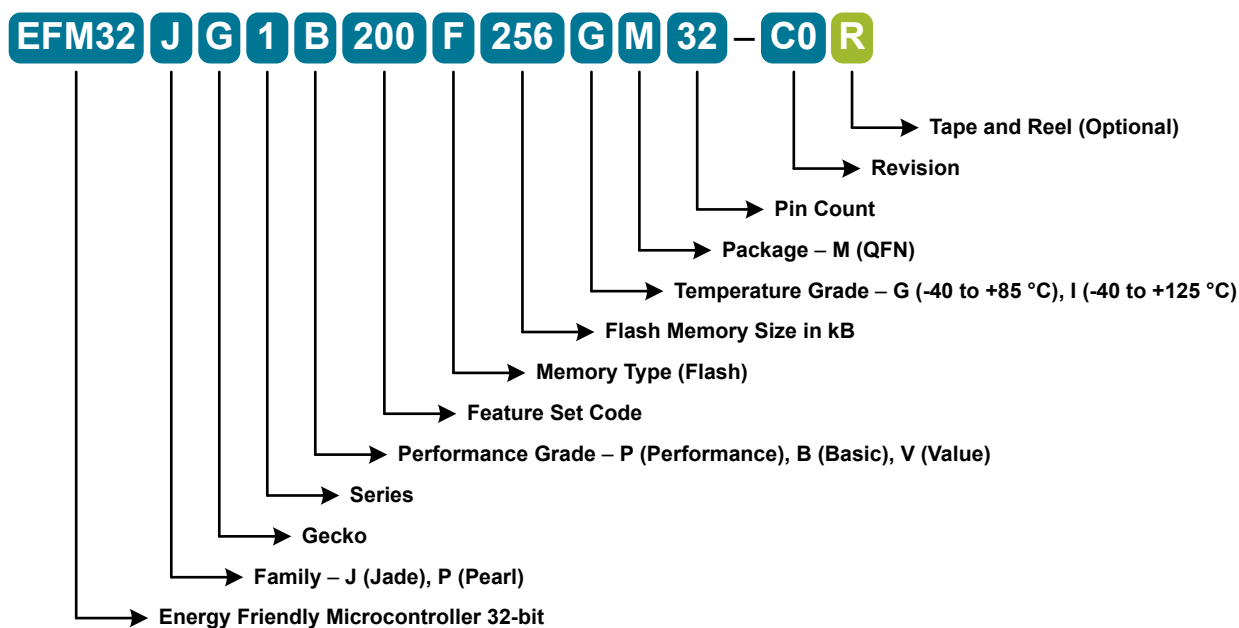 EFM32 J G 1 B 200 F 256 G M 32 – C0 R
Tape and Reel (Optional)
Revision
Pin Count
Package – M (QFN)
Temperature Grade – G (-40 to +85 °C), I (-40 to +125 °C)
Flash Memory Size in kB
Memory Type (Flash)
Feature Set Code
Performance Grade – P (Performance), B (Basic), V (Value)
Series
Gecko
Family – J (Jade), P (Pearl)
Energy Friendly Microcontroller 32-bit